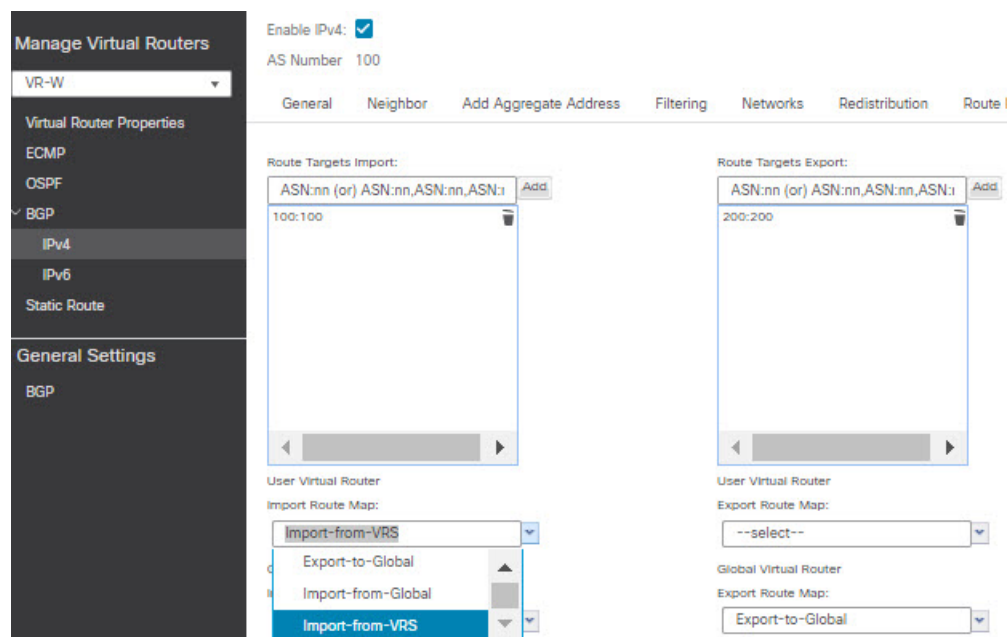 Manage Virtual Routers
VR-W
Virtual Router Properties
ECMP
OSPF
BGP
IPv4
IPv6
Static Route
General Settings
BGP
Enable IPv4:
AS Number 100
General Neighbor Add Aggregate Address Filtering Networks Redistribution Route
Route Targets Import:
ASN:nn (or) ASN:nn,ASN:nn,ASN:
Add
100:100
User Virtual Router
Import Route Map:
Import-from-VRS
Export-to-Global
Import-from-Global
Import-from-VRS
Route Targets Export:
ASN:nn (or) ASN:nn,ASN:nn,ASN:
Add
200:200
User Virtual Router
Export Route Map:
--select--
Global Virtual Router
Export Route Map:
Export-to-Global